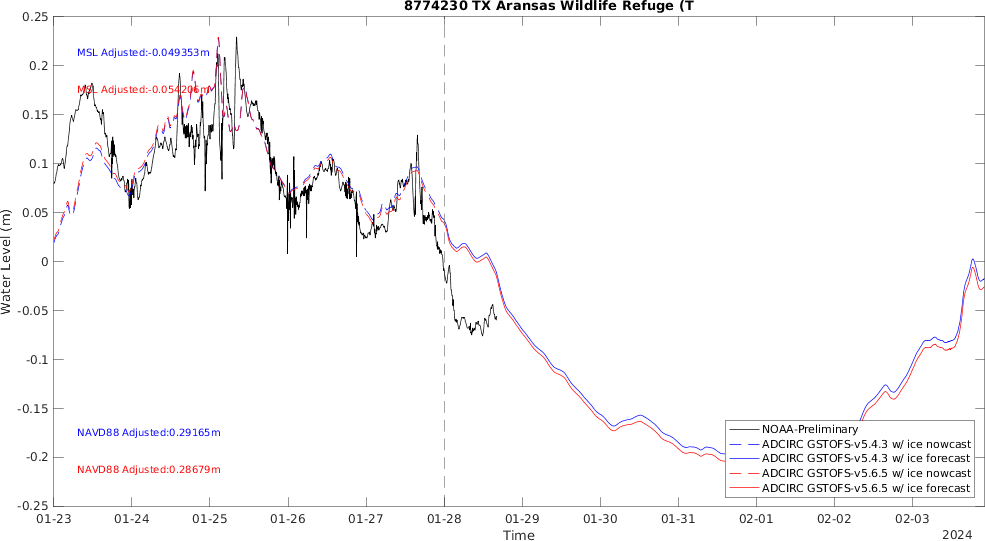 8774230 TX Aransas Wildlife Refuge (T
0.25
0.2
0.15
0.1
0.05
0
-0.05
-0.1
-0.15
-0.2
-0.25
Water Level (m)
MSL Adjusted:-0.049353m
MSL Adjusted:-0.054206m
NAVD88 Adjusted:0.29165m
NAVD88 Adjusted:0.28679m
NOAA-Preliminary
ADCIRC GSTOFS-v5.4.3 w/ ice nowcast
ADCIRC GSTOFS-v5.4.3 w/ ice forecast
ADCIRC GSTOFS-v5.6.5 w/ ice nowcast
ADCIRC GSTOFS-v5.6.5 w/ ice forecast
01-23 01-24 01-25 01-26 01-27 01-28 01-29 01-30 01-31 02-01 02-02 02-03
Time
2024